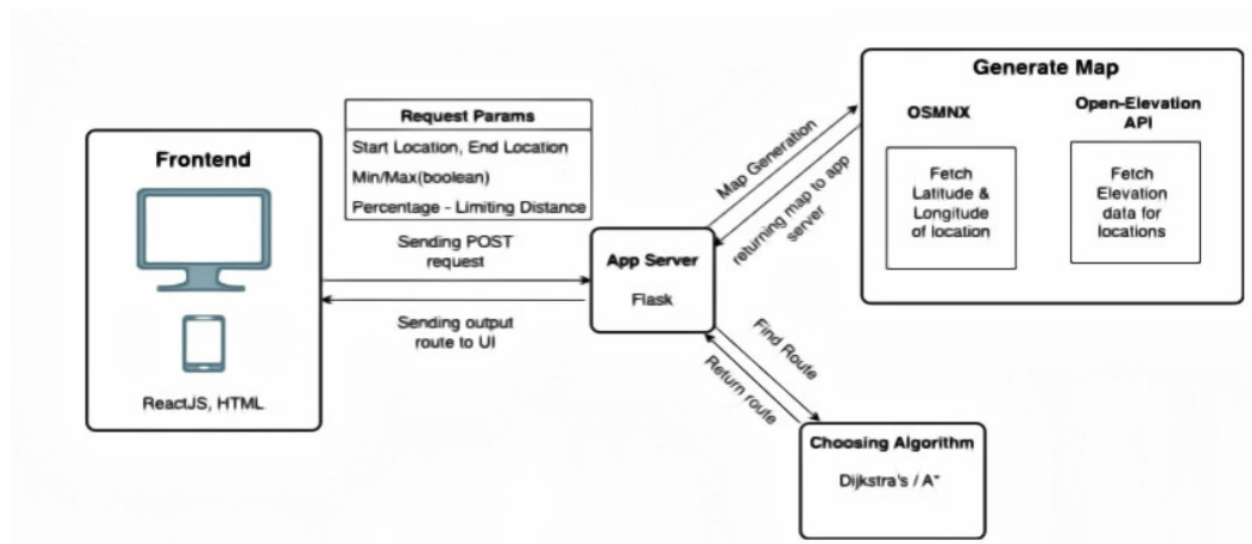 Frontend
ReactJS, HTML
Request Params
Start Location, End Location
Min/Max(boolean)
Percentage - Limiting Distance
Sending POST
request
Sending output
route to UI
App Server
Flask
Map Generation
returning map to app
server
Generate Map
OSMNX
Fetch
Latitude &
Longitude
of location
Open-Elevation
API
Fetch
Elevation
data for
locations
Find Route
Return route
Choosing Algorithm
Dijkstra's / A*